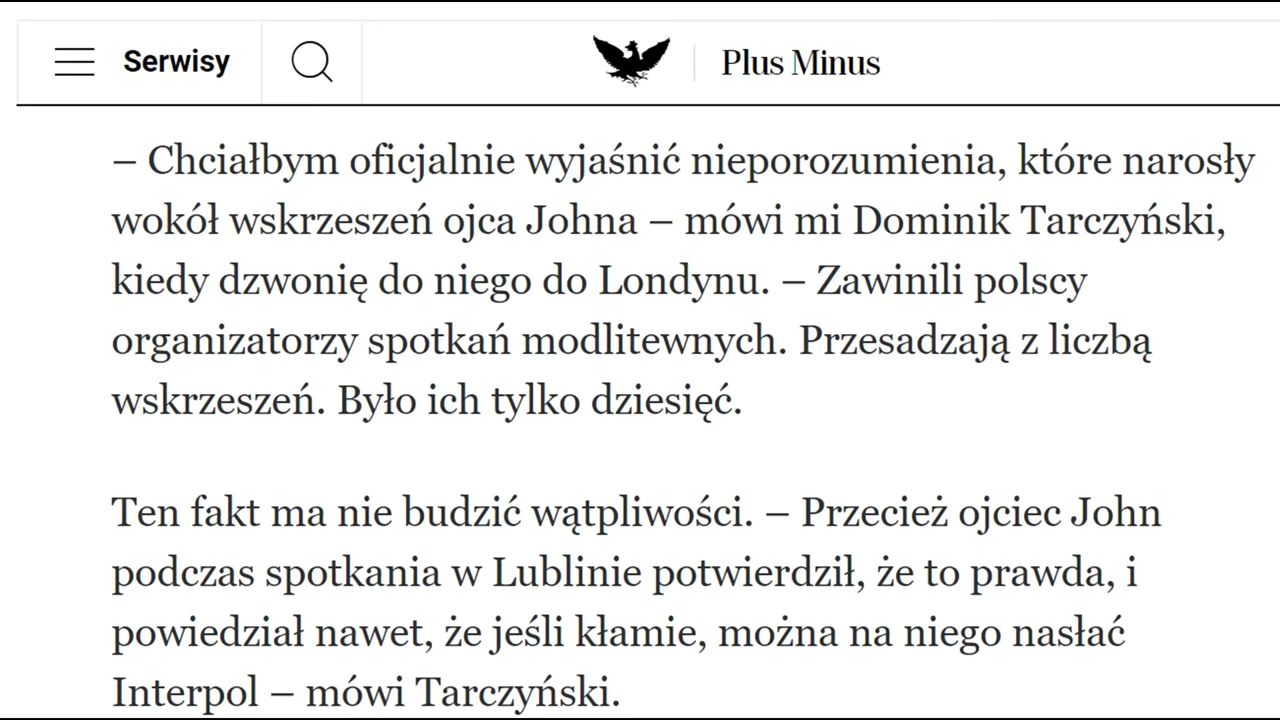 Serwisy
Plus Minus
– Chciałbym oficjalnie wyjaśnić nieporozumienia, które narosły
wokół wskrzeszeń ojca Johna – mówi mi Dominik Tarczyński,
kiedy dzwonię do niego do Londynu. – Zawinili polscy
organizatorzy spotkań modlitewnych. Przesadzają z liczbą
wskrzeszeń. Było ich tylko dziesięć.
Ten fakt ma nie budzić wątpliwości. – Przecież ojciec John
podczas spotkania w Lublinie potwierdził, że to prawda, i
powiedział nawet, że jeśli kłamie, można na niego nasłać
Interpol – mówi Tarczyński.